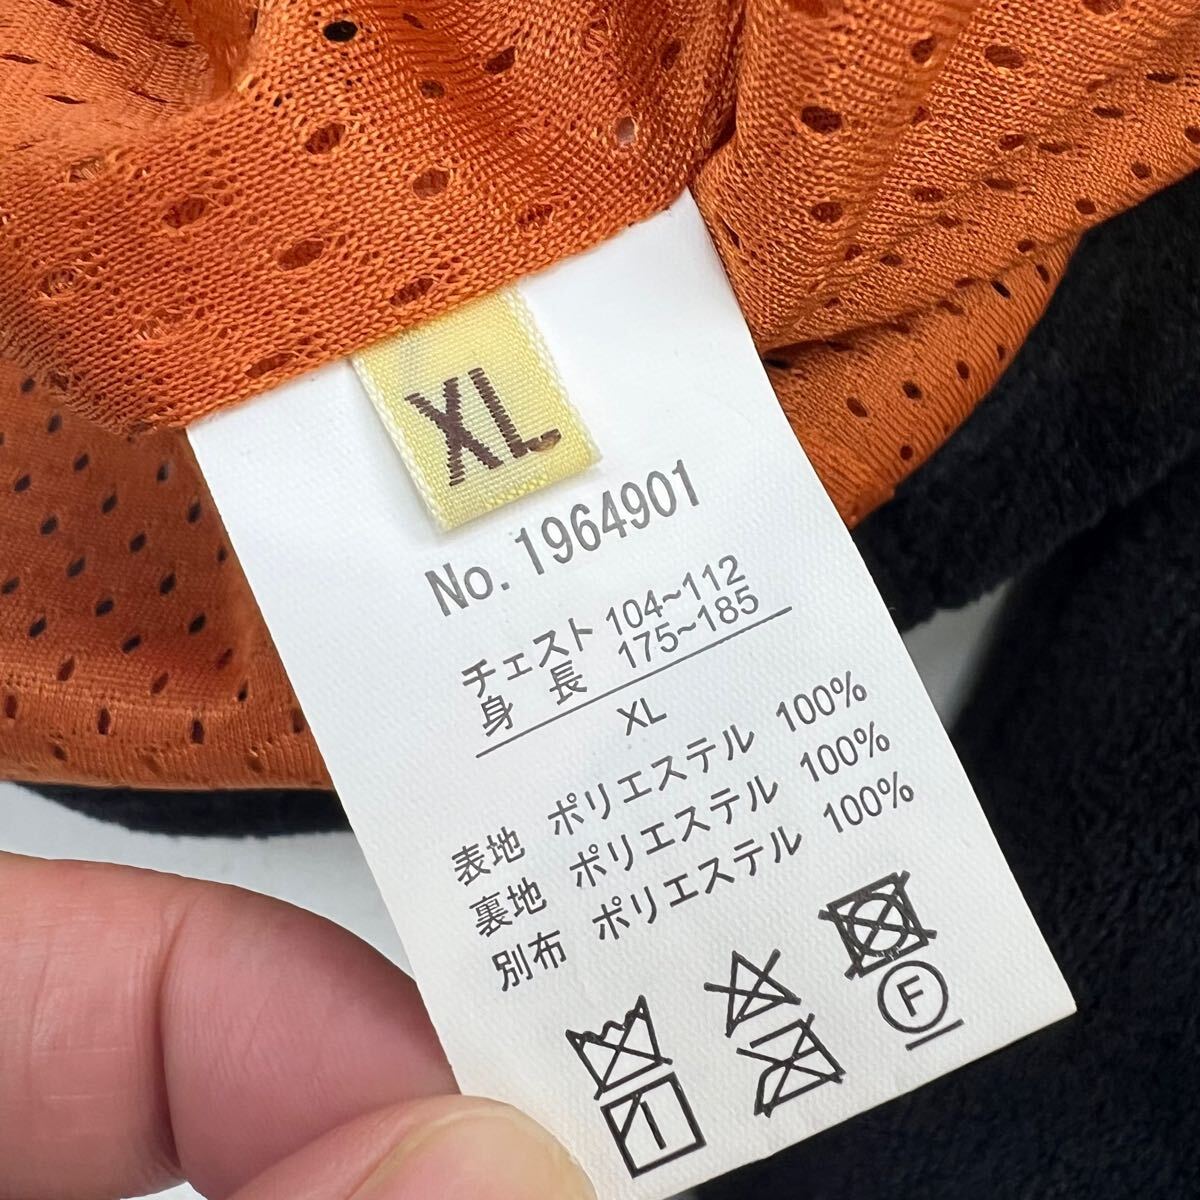 XL
No. 1964901
チェスト 104~112
身長 175~185
XL
表地 ポリエステル 100%
裏地 ポリエステル 100%
別布 ポリエステル 100%
F